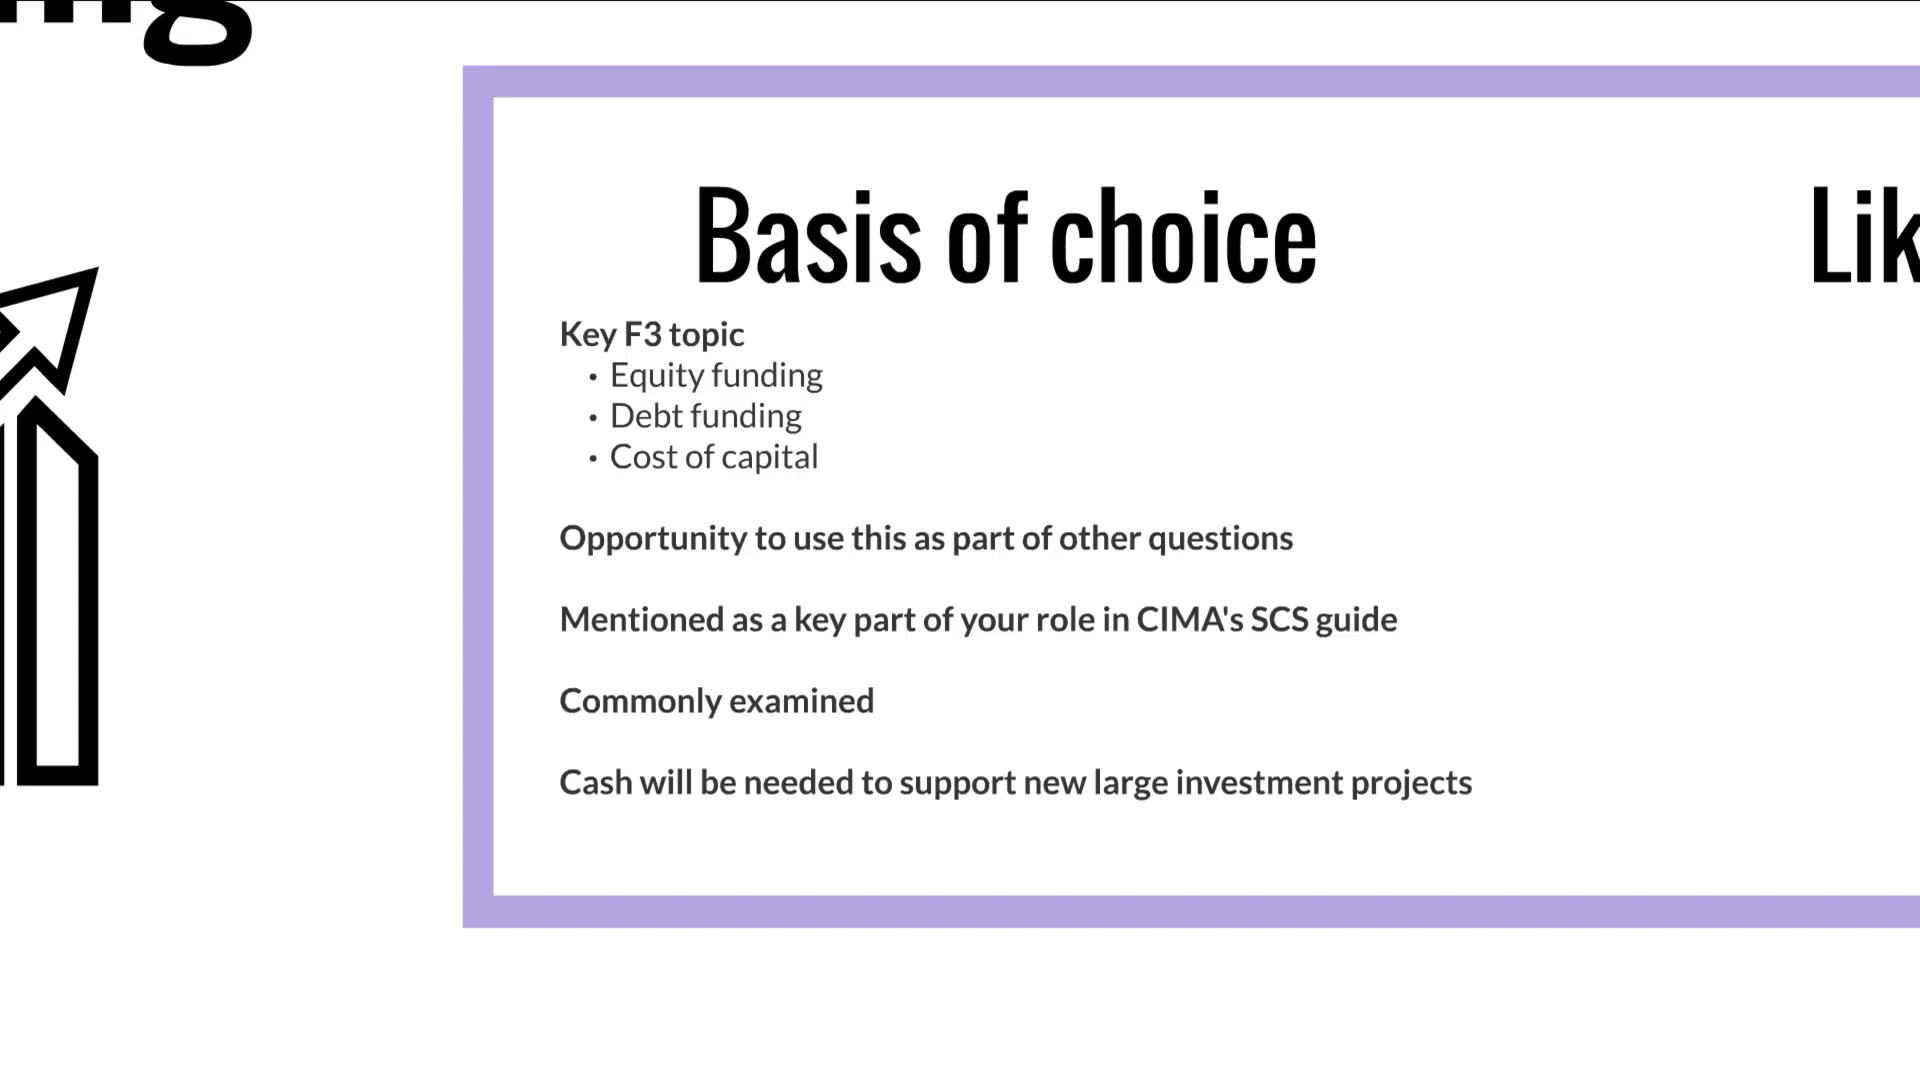 Basis of choice
Key F3 topic
• Equity funding
• Debt funding
• Cost of capital
Opportunity to use this as part of other questions
Mentioned as a key part of your role in CIMA's SCS guide
Commonly examined
Cash will be needed to support new large investment projects